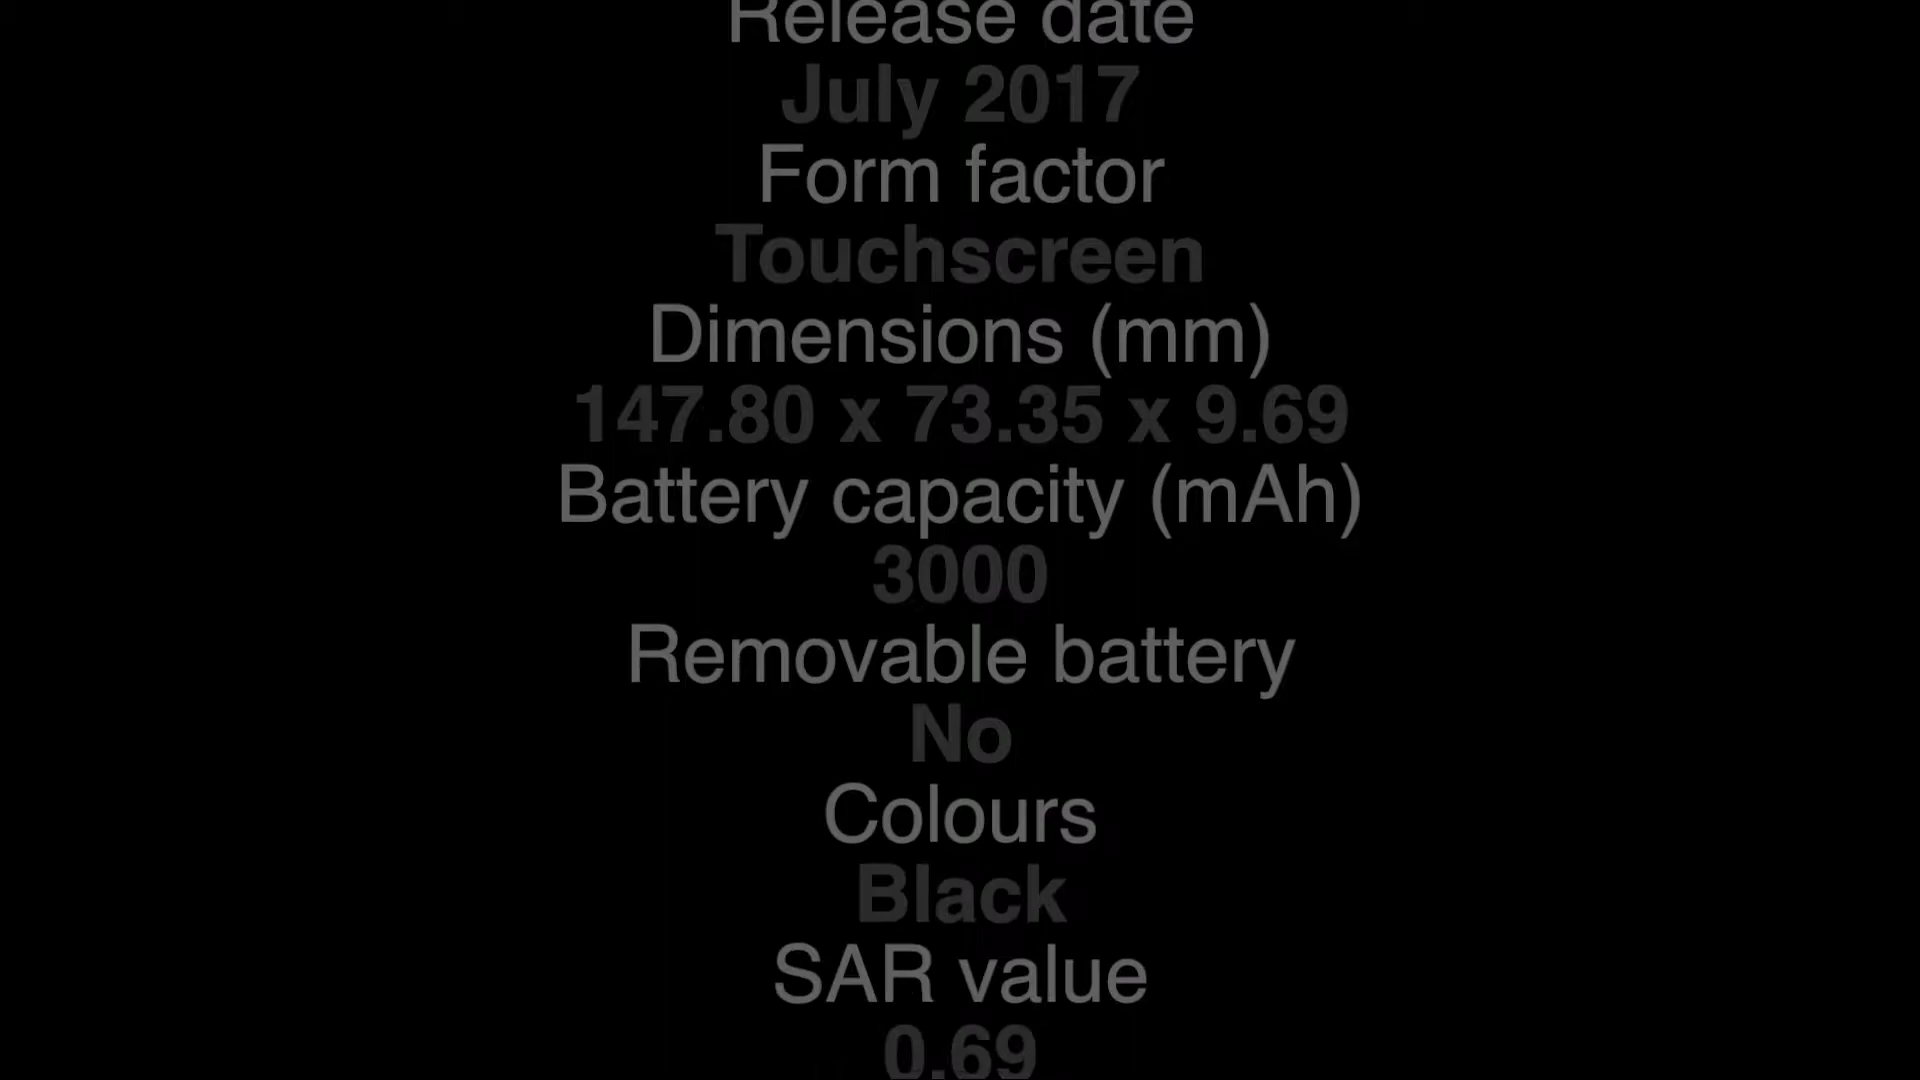 Release date
July 2017
Form factor
Touchscreen
Dimensions (mm)
147.80 x 73.35 x 9.69
Battery capacity (mAh)
3000
Removable battery
No
Colours
Black
SAR value
0.69